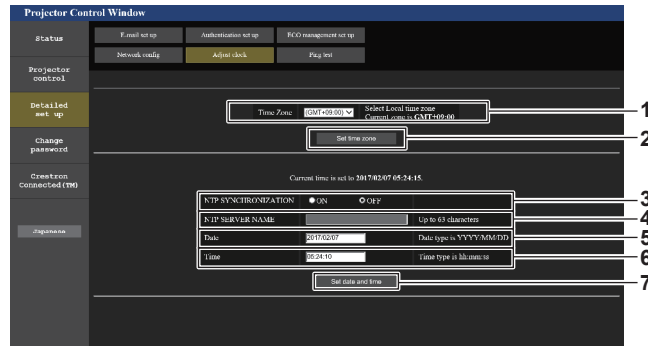 Projector Control Window
Status
E-mail set up
Authentication set up
ECO management set up
Network config
Adjust clock
Ping test
Projector
control
Detailed
set up
Change
password
Crestron
Connected(TM)
Japanese
Time Zone
(GMT+09:00)
Select Local time zone
Current zone is GMT+09:00
1
Set time zone
2
Current time is set to 2017/02/07 05:24:15.
NTP SYNCHRONIZATION
ON
OFF
3
NTP SERVER NAME
Up to 63 characters
4
Date
2017/02/07
Date type is YYYY/MM/DD
5
Time
05:24:10
Time type is hh:mm:ss
6
Set date and time
7